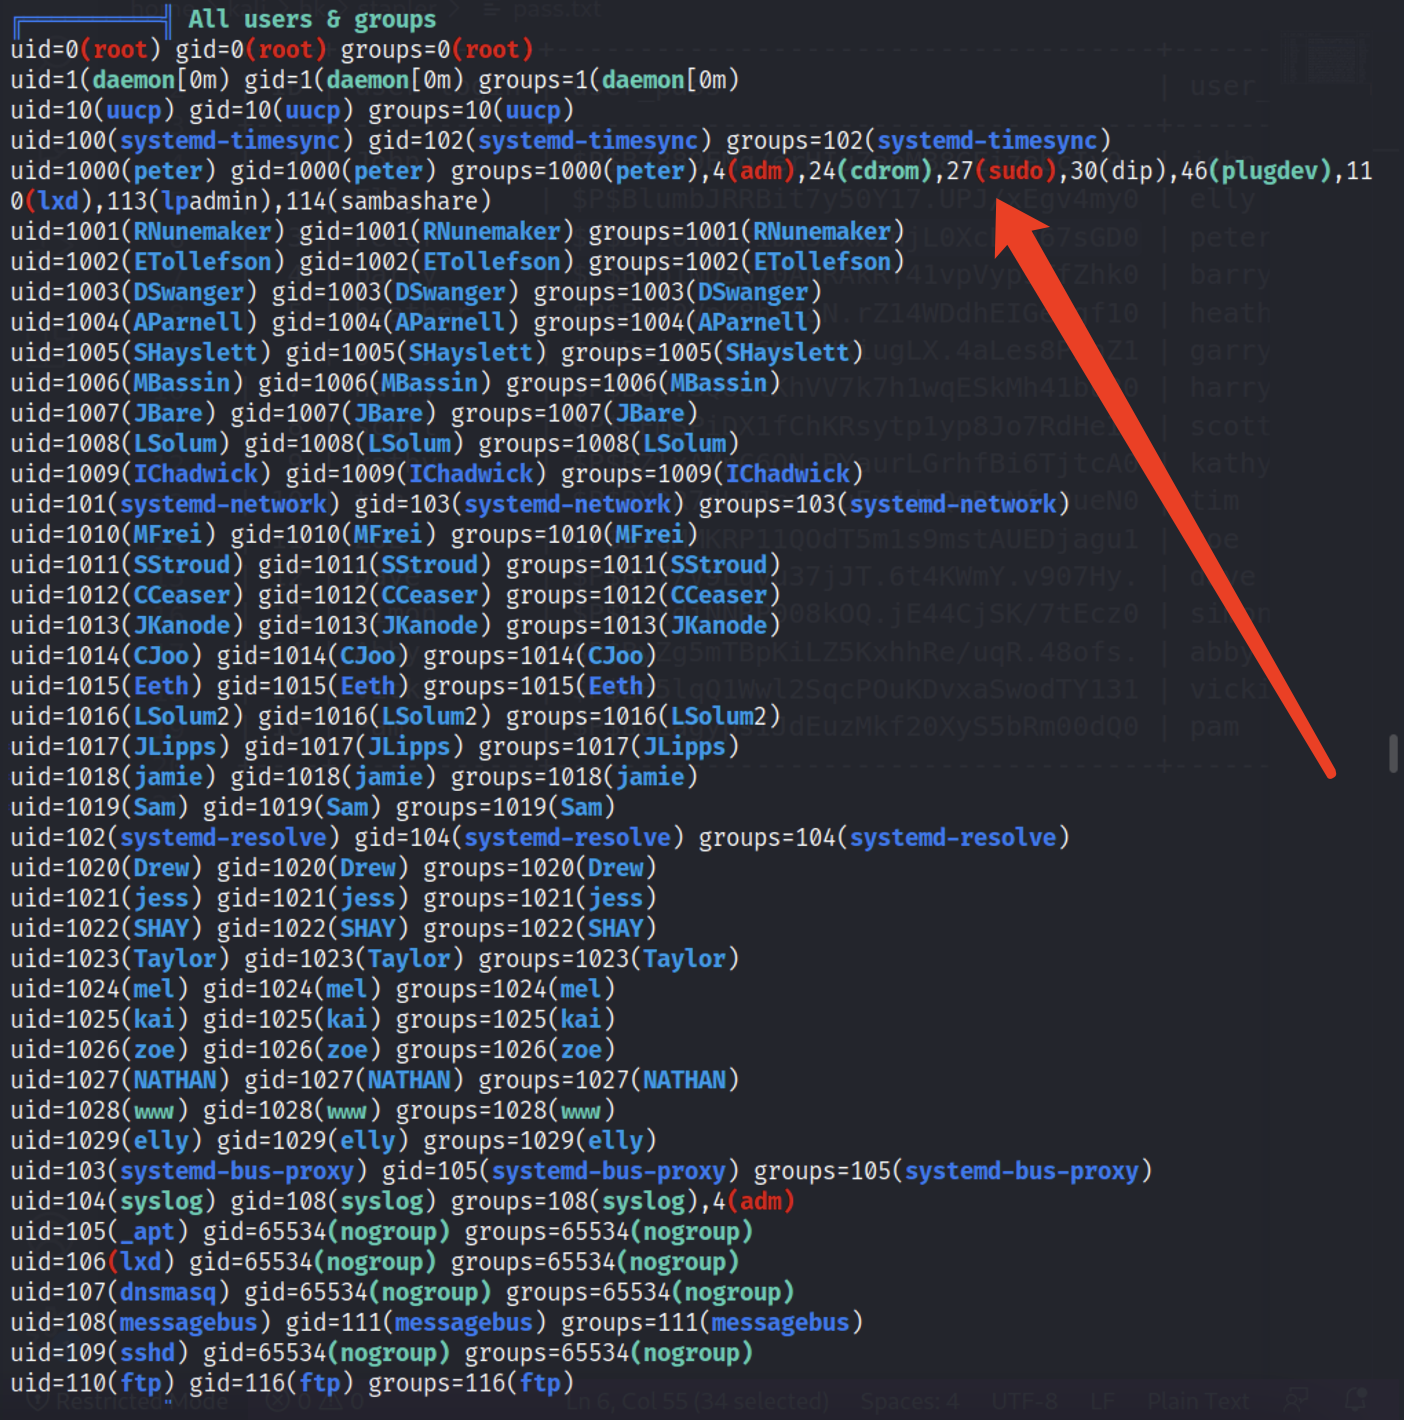 All users & groups
uid=0(root) gid=0(root) groups=0(root)
uid=1(daemon[0m) gid=1(daemon[0m) groups=1(daemon[0m)
uid=10(uucp) gid=10(uucp) groups=10(uucp)
uid=100(systemd-timesync) gid=102(systemd-timesync) groups=102(systemd-timesync)
uid=1000(peter) gid=1000(peter) groups=1000(peter),4(adm),24(cdrom),27(sudo),30(dip),46(plugdev),11
0(lxd),113(lpadmin),114(sambashare)
uid=1001(RNunemaker) gid=1001(RNunemaker) groups=1001(RNunemaker)
uid=1002(ETollefson) gid=1002(ETollefson) groups=1002(ETollefson)
uid=1003(DSwanger) gid=1003(DSwanger) groups=1003(DSwanger)
uid=1004(AParnell) gid=1004(AParnell) groups=1004(AParnell)
uid=1005(SHayslett) gid=1005(SHayslett) groups=1005(SHayslett)
uid=1006(MBassin) gid=1006(MBassin) groups=1006(MBassin)
uid=1007(JBare) gid=1007(JBare) groups=1007(JBare)
uid=1008(LSolum) gid=1008(LSolum) groups=1008(LSolum)
uid=1009(IChadwick) gid=1009(IChadwick) groups=1009(IChadwick)
uid=101(systemd-network) gid=103(systemd-network) groups=103(systemd-network)
uid=1010(MFrei) gid=1010(MFrei) groups=1010(MFrei)
uid=1011(SStroud) gid=1011(SStroud) groups=1011(SStroud)
uid=1012(CCeaser) gid=1012(CCeaser) groups=1012(CCeaser)
uid=1013(JKanode) gid=1013(JKanode) groups=1013(JKanode)
uid=1014(CJoo) gid=1014(CJoo) groups=1014(CJoo)
uid=1015(Eeth) gid=1015(Eeth) groups=1015(Eeth)
uid=1016(LSolum2) gid=1016(LSolum2) groups=1016(LSolum2)
uid=1017(JLipps) gid=1017(JLipps) groups=1017(JLipps)
uid=1018(jamie) gid=1018(jamie) groups=1018(jamie)
uid=1019(Sam) gid=1019(Sam) groups=1019(Sam)
uid=102(systemd-resolve) gid=104(systemd-resolve) groups=104(systemd-resolve)
uid=1020(Drew) gid=1020(Drew) groups=1020(Drew)
uid=1021(jess) gid=1021(jess) groups=1021(jess)
uid=1022(SHAY) gid=1022(SHAY) groups=1022(SHAY)
uid=1023(Taylor) gid=1023(Taylor) groups=1023(Taylor)
uid=1024(mel) gid=1024(mel) groups=1024(mel)
uid=1025(kai) gid=1025(kai) groups=1025(kai)
uid=1026(zoe) gid=1026(zoe) groups=1026(zoe)
uid=1027(NATHAN) gid=1027(NATHAN) groups=1027(NATHAN)
uid=1028(www) gid=1028(www) groups=1028(www)
uid=1029(elly) gid=1029(elly) groups=1029(elly)
uid=103(systemd-bus-proxy) gid=105(systemd-bus-proxy) groups=105(systemd-bus-proxy)
uid=104(syslog) gid=108(syslog) groups=108(syslog),4(adm)
uid=105(_apt) gid=65534(nogroup) groups=65534(nogroup)
uid=106(lxd) gid=65534(nogroup) groups=65534(nogroup)
uid=107(dnsmasq) gid=65534(nogroup) groups=65534(nogroup)
uid=108(messagebus) gid=111(messagebus) groups=111(messagebus)
uid=109(sshd) gid=65534(nogroup) groups=65534(nogroup)
uid=110(ftp) gid=116(ftp) groups=116(ftp)
Restricted Mode Ln 6, Col 55 (34 selected) Spaces: 4 UTF-8 LF Plain Text